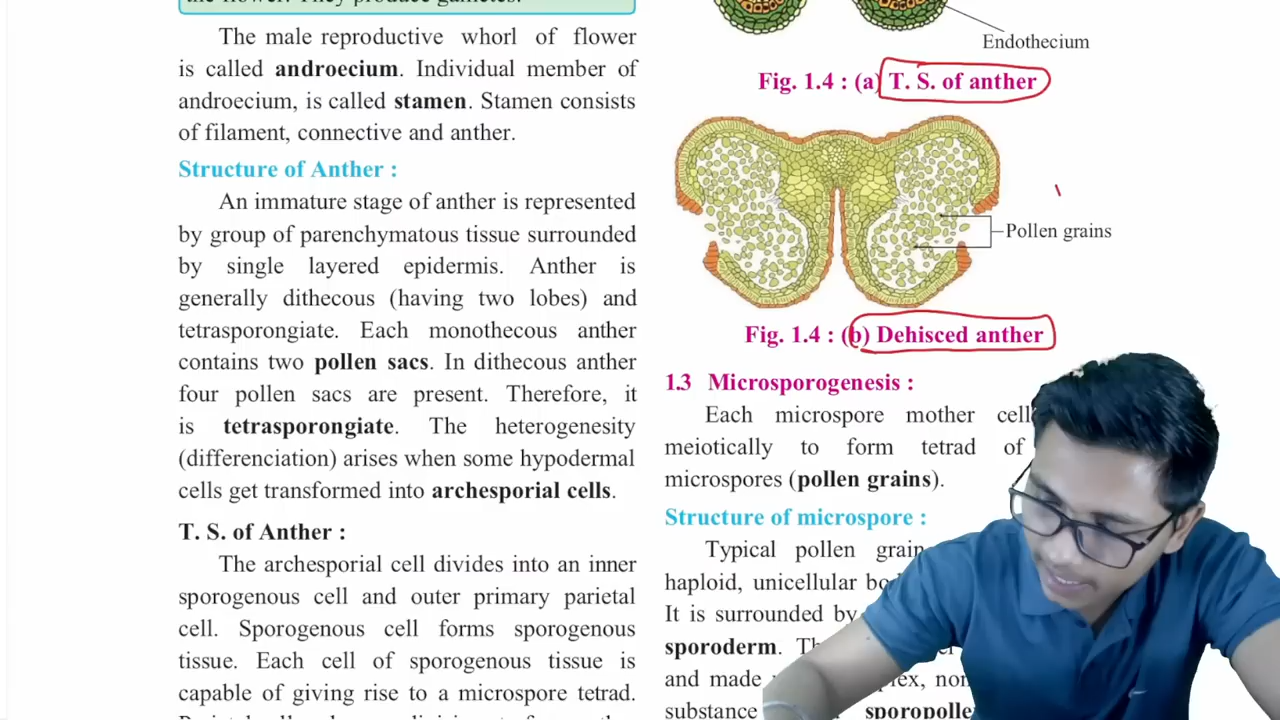 the flower. They produce gametes.
The male reproductive whorl of flower
is called androecium. Individual member of
androecium, is called stamen. Stamen consists
of filament, connective and anther.
Structure of Anther :
An immature stage of anther is represented
by group of parenchymatous tissue surrounded
by single layered epidermis. Anther is
generally dithecous (having two lobes) and
tetrasporongiate. Each monothecous anther
contains two pollen sacs. In dithecous anther
four pollen sacs are present. Therefore, it
is tetrasporongiate. The heterogenesity
(differenciation) arises when some hypodermal
cells get transformed into archesporial cells.
T. S. of Anther :
The archesporial cell divides into an inner
sporogenous cell and outer primary parietal
cell. Sporogenous cell forms sporogenous
tissue. Each cell of sporogenous tissue is
capable of giving rise to a microspore tetrad.
Endothecium
Fig. 1.4 : (a) T. S. of anther
Pollen grains
Fig. 1.4 : (b) Dehisced anther
1.3 Microsporogenesis :
Each microspore mother cell
meiotically to form tetrad of
microspores (pollen grains).
Structure of microspore :
Typical pollen grain
haploid, unicellular
It is surrounded by
sporoderm.
and made
substance